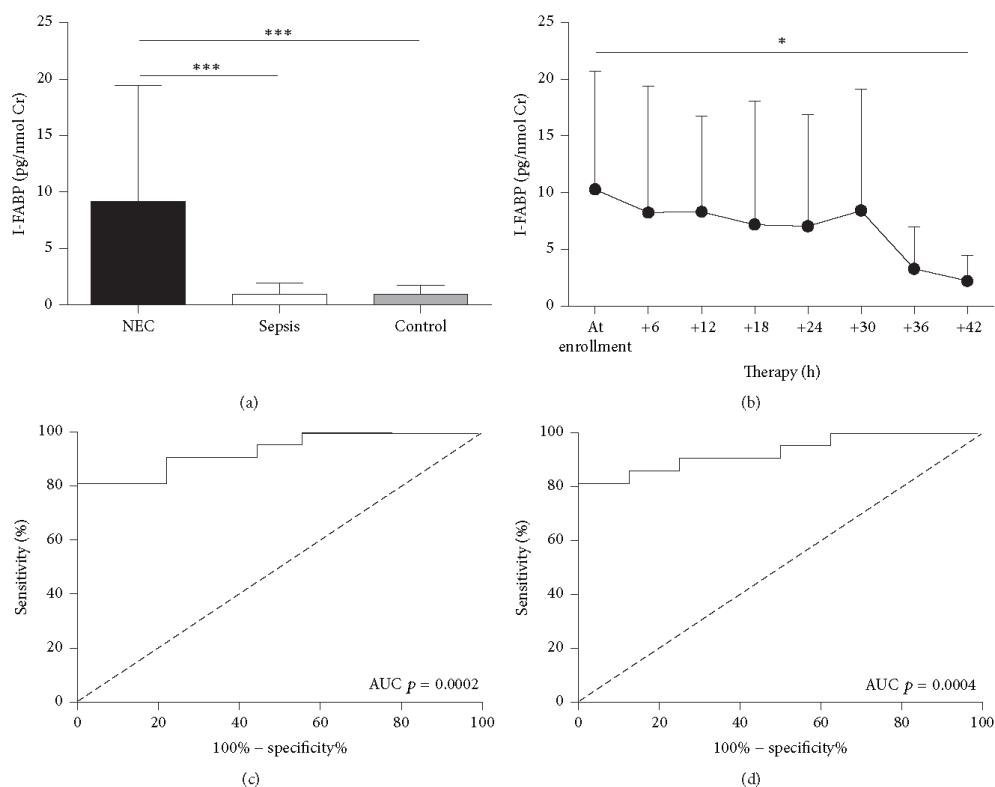 25
***
20
***
15
10
5
0
I-FABP (pg/nmol Cr)
NEC Sepsis Control
(a)
25
*
20
15
10
5
0
I-FABP (pg/nmol Cr)
At +6 +12 +18 +24 +30 +36 +42
enrollment
Therapy (h)
(b)
100
80
60
40
20
0
Sensitivity (%)
AUC p = 0.0002
0 20 40 60 80 100
100% − specificity%
(c)
100
80
60
40
20
0
Sensitivity (%)
AUC p = 0.0004
0 20 40 60 80 100
100% − specificity%
(d)